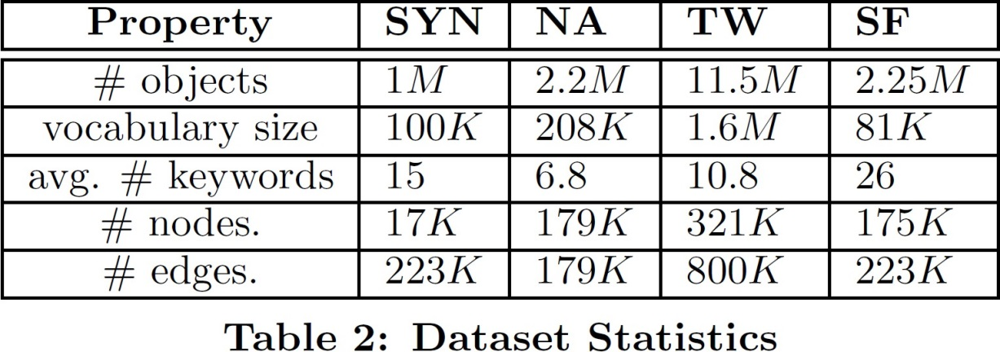 Property SYN NA TW SF
# objects 1M 2.2M 11.5M 2.25M
vocabulary size 100K 208K 1.6M 81K
avg. # keywords 15 6.8 10.8 26
# nodes. 17K 179K 321K 175K
# edges. 223K 179K 800K 223K
Table 2: Dataset Statistics